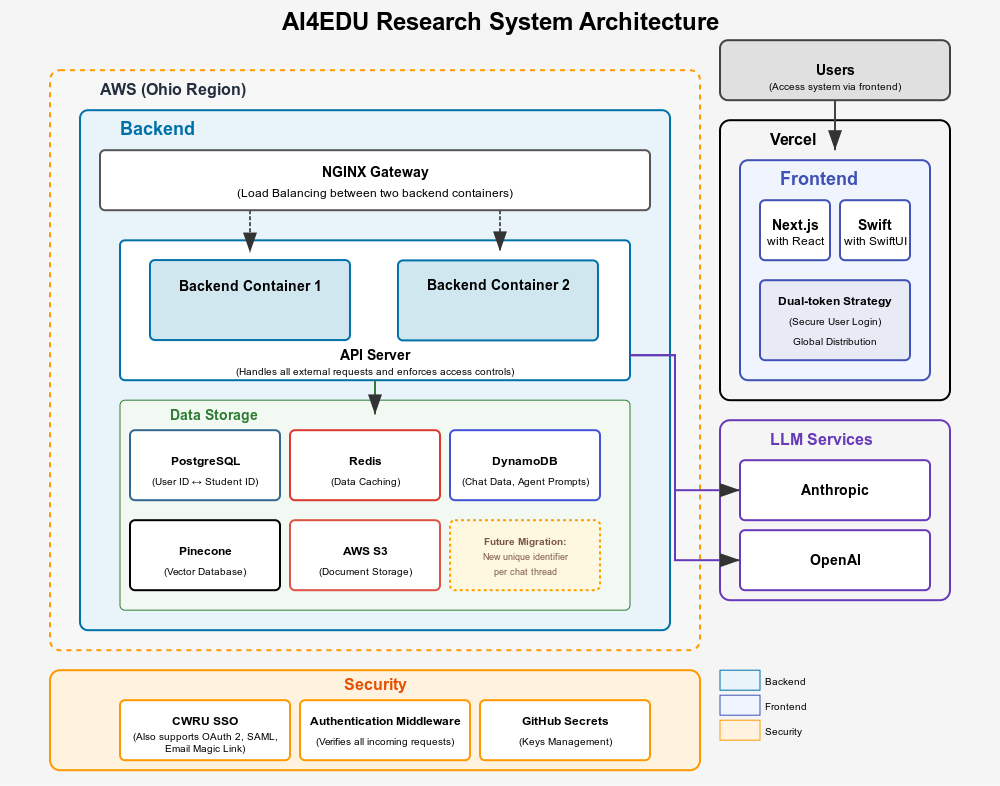 AI4EDU Research System Architecture
AWS (Ohio Region)
Backend
NGINX Gateway
(Load Balancing between two backend containers)
Backend Container 1
Backend Container 2
API Server
(Handles all external requests and enforces access controls)
Data Storage
PostgreSQL
(User ID ↔ Student ID)
Redis
(Data Caching)
DynamoDB
(Chat Data, Agent Prompts)
Pinecone
(Vector Database)
AWS S3
(Document Storage)
Future Migration:
New unique identifier
per chat thread
Users
(Access system via frontend)
Vercel
Frontend
Next.js
with React
Swift
with SwiftUI
Dual-token Strategy
(Secure User Login)
Global Distribution
LLM Services
Anthropic
OpenAI
Security
CWRU SSO
(Also supports OAuth 2, SAML,
Email Magic Link)
Authentication Middleware
(Verifies all incoming requests)
GitHub Secrets
(Keys Management)
Backend
Frontend
Security